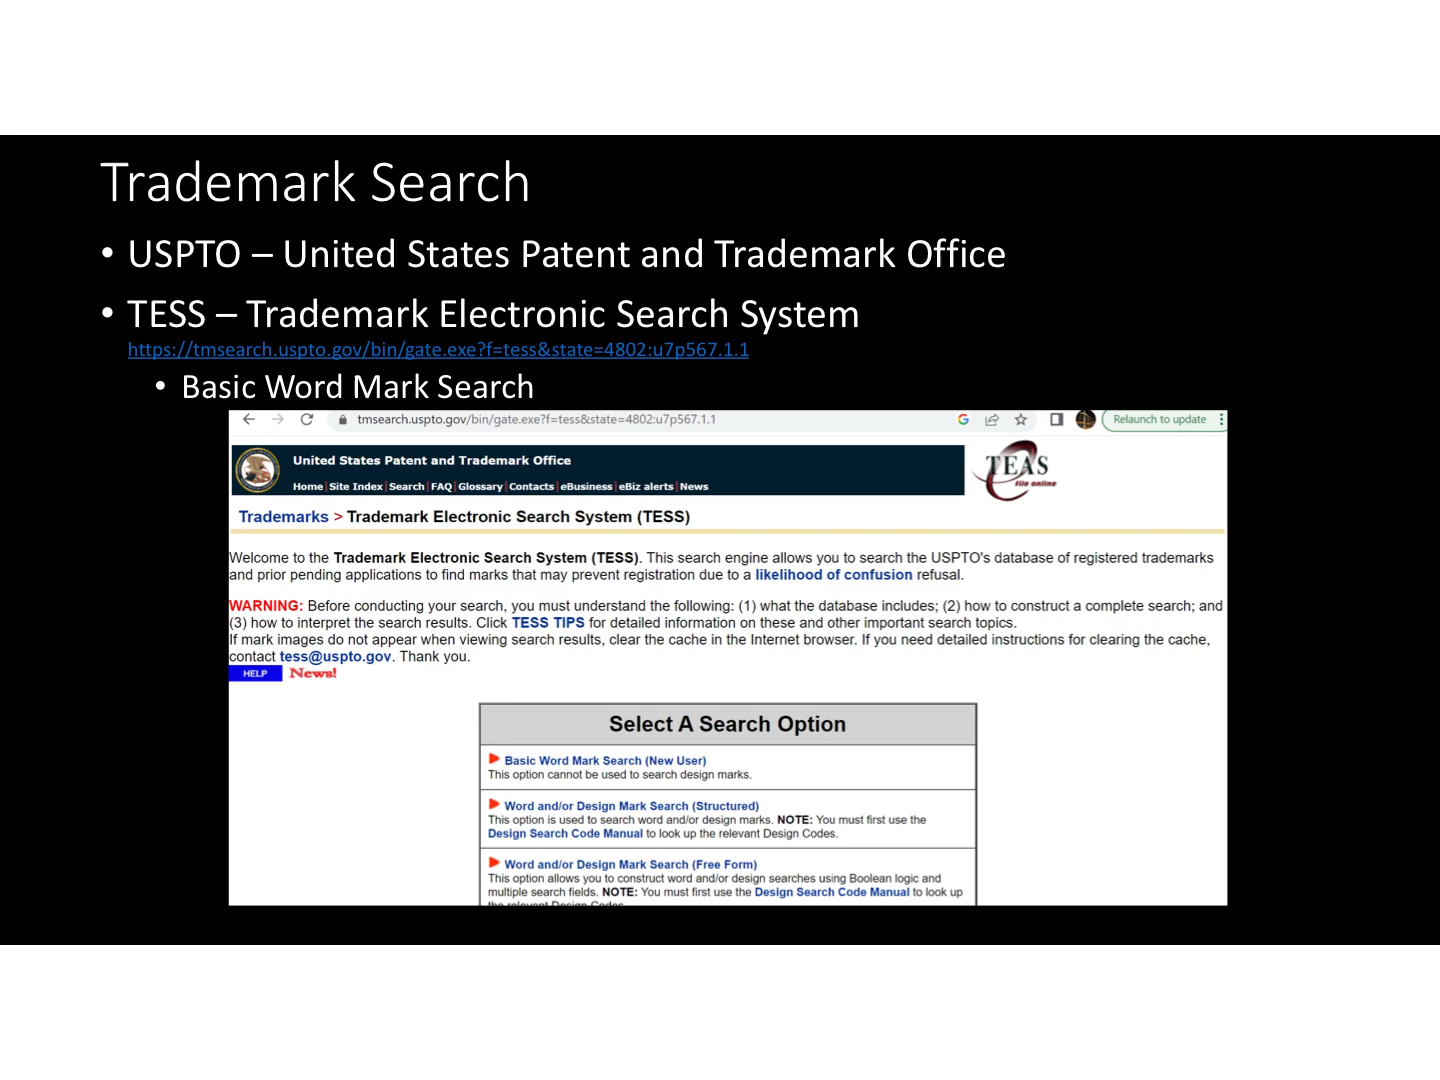 Trademark Search
• USPTO – United States Patent and Trademark Office
• TESS – Trademark Electronic Search System
https://tmsearch.uspto.gov/bin/gate.exe?f=tess&state=4802:u7p567.1.1
• Basic Word Mark Search
tmsearch.uspto.gov/bin/gate.exe?f=tess&state=4802:u7p567.1.1
Relaunch to update
United States Patent and Trademark Office
Home|Site Index|Search|FAQ|Glossary|Contacts|eBusiness|eBiz alerts|News
TEAS
file online
Trademarks > Trademark Electronic Search System (TESS)
Welcome to the Trademark Electronic Search System (TESS). This search engine allows you to search the USPTO's database of registered trademarks
and prior pending applications to find marks that may prevent registration due to a likelihood of confusion refusal.
WARNING: Before conducting your search, you must understand the following: (1) what the database includes; (2) how to construct a complete search; and
(3) how to interpret the search results. Click TESS TIPS for detailed information on these and other important search topics.
If mark images do not appear when viewing search results, clear the cache in the Internet browser. If you need detailed instructions for clearing the cache,
contact tess@uspto.gov. Thank you.
HELP News!
Select A Search Option
Basic Word Mark Search (New User)
This option cannot be used to search design marks.
Word and/or Design Mark Search (Structured)
This option is used to search word and/or design marks. NOTE: You must first use the
Design Search Code Manual to look up the relevant Design Codes.
Word and/or Design Mark Search (Free Form)
This option allows you to construct word and/or design searches using Boolean logic and
multiple search fields. NOTE: You must first use the Design Search Code Manual to look up
the relevant Design Codes.